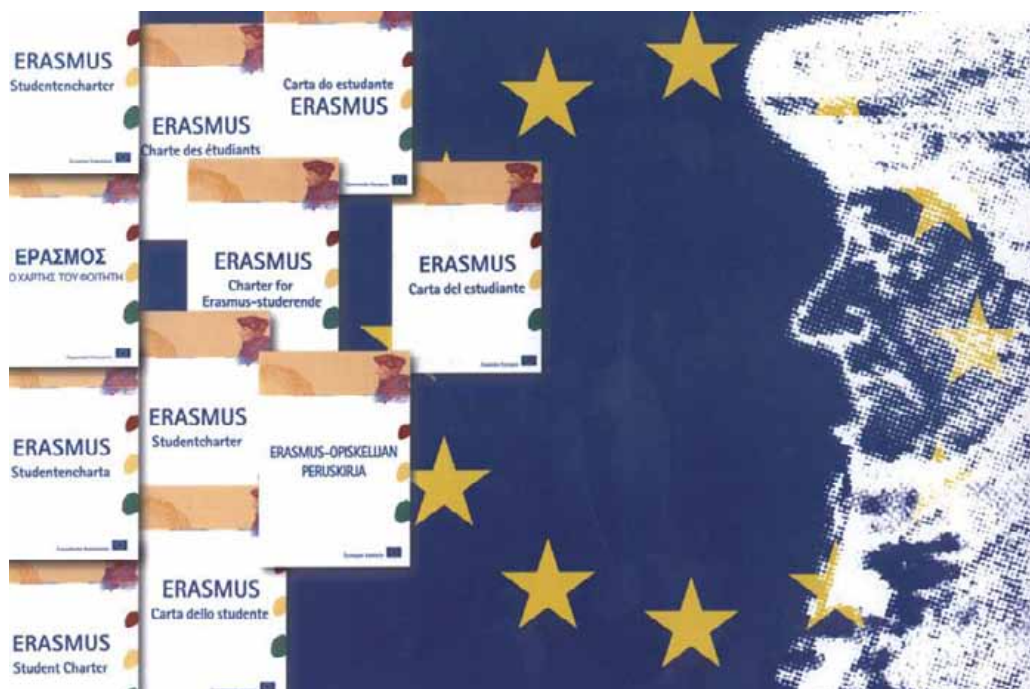 ERASMUS
Studentencharter
ERASMUS
Charte des étudiants
Carta do estudante
ERASMUS
ΕΡΑΣΜΟΣ
Ο ΧΑΡΤΗΣ ΤΟΥ ΦΟΙΤΗΤΗ
ERASMUS
Charter for
Erasmus-studerende
ERASMUS
Carta del estudiante
ERASMUS
Studentencharta
ERASMUS
Studentcharter
ERASMUS-OPISKELIJAN
PERUSKIRJA
ERASMUS
Student Charter
ERASMUS
Carta dello studente